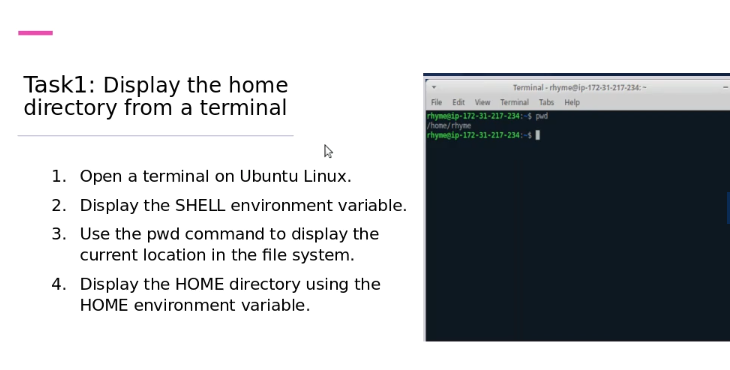 Task1: Display the home
directory from a terminal
1. Open a terminal on Ubuntu Linux.
2. Display the SHELL environment variable.
3. Use the pwd command to display the
current location in the file system.
4. Display the HOME directory using the
HOME environment variable.
Terminal - rhyme@ip-172-31-217-234: ~
File Edit View Terminal Tabs Help
rhyme@ip-172-31-217-234:~$ pwd
/home/rhyme
rhyme@ip-172-31-217-234:~$